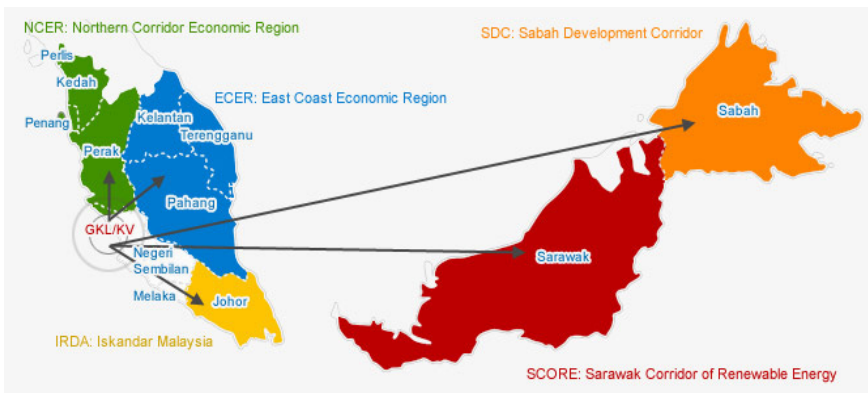 NCER: Northern Corridor Economic Region
SDC: Sabah Development Corridor
Perlis
Kedah
ECER: East Coast Economic Region
Penang
Kelantan
Terengganu
Sabah
Perak
Pahang
GKL/KV
Negeri
Sembilan
Sarawak
Melaka
Johor
IRDA: Iskandar Malaysia
SCORE: Sarawak Corridor of Renewable Energy